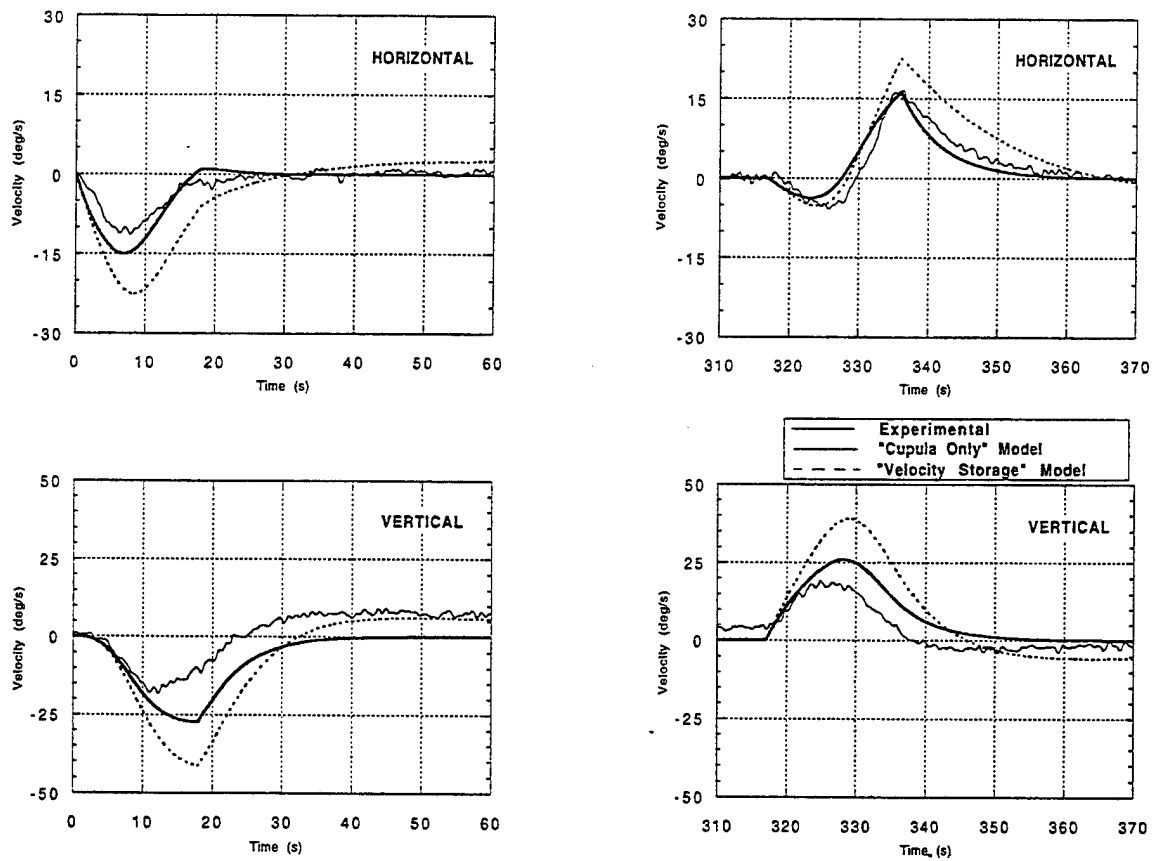 30
15
0
-15
-30
Velocity (deg/s)
HORIZONTAL
0 10 20 30 40 50 60
Time (s)
30
15
0
-15
-30
Velocity (deg/s)
HORIZONTAL
310 320 330 340 350 360 370
Time (s)
Experimental
"Cupula Only" Model
"Velocity Storage" Model
50
25
0
-25
-50
Velocity (deg/s)
VERTICAL
0 10 20 30 40 50 60
Time (s)
50
25
0
-25
-50
Velocity (deg/s)
VERTICAL
310 320 330 340 350 360 370
Time (s)